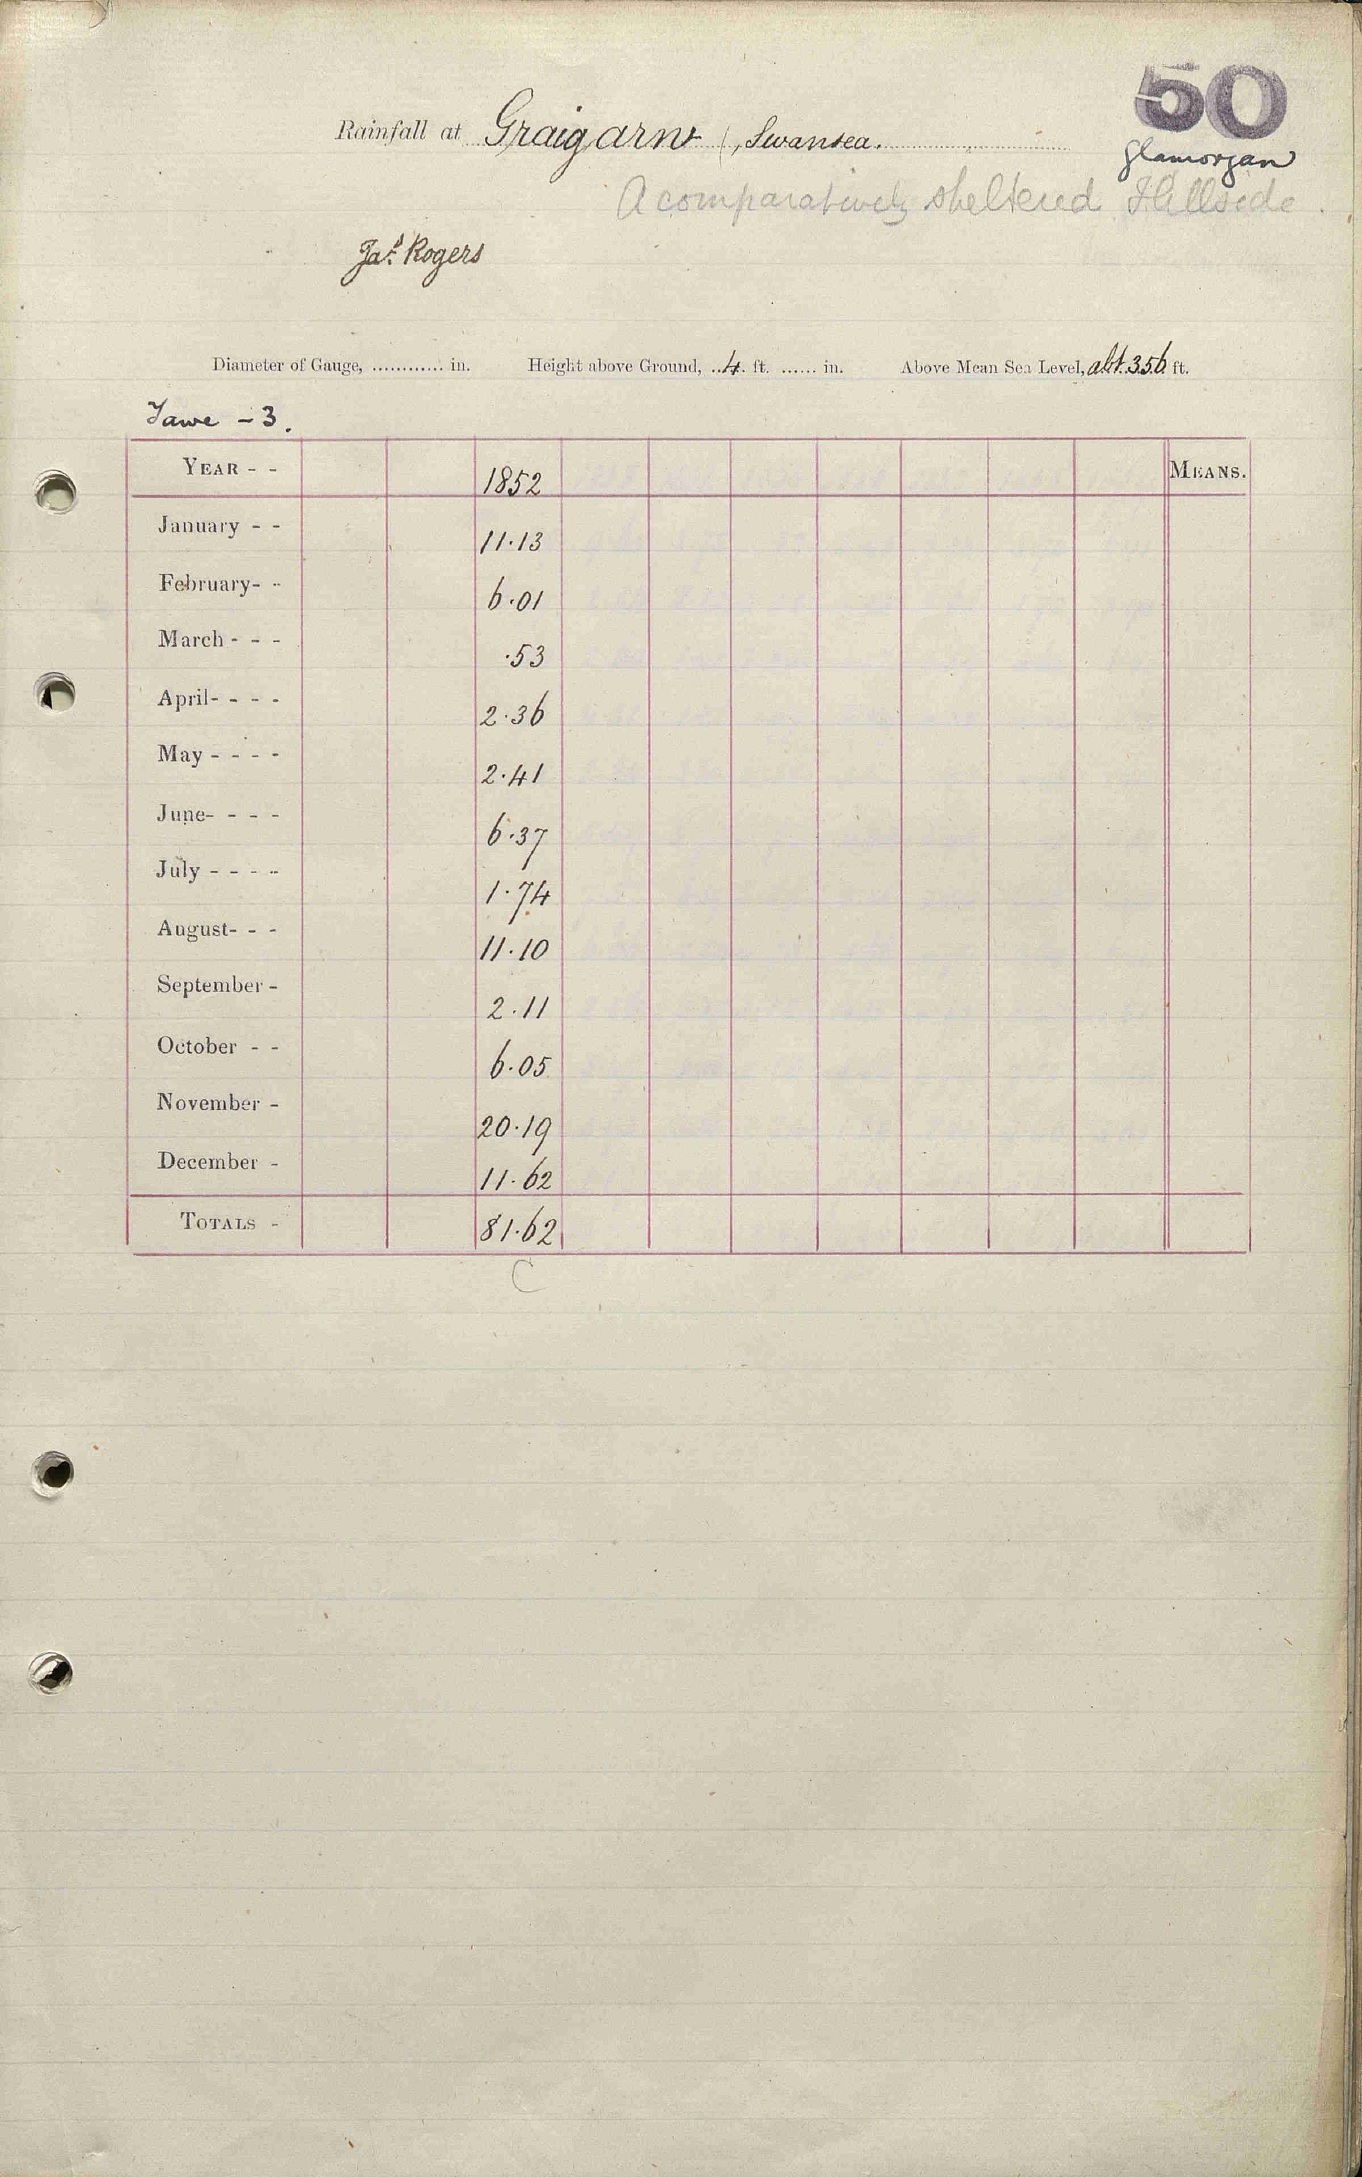 50
Rainfall at Graigarw (, Swansea.
Glamorgan
A comparatively sheltered Hillside.
Jas. Rogers
Diameter of Gauge, ............ in. Height above Ground, ..4. ft. ...... in. Above Mean Sea Level, alt. 356 ft.
Tawe - 3.
YEAR - - 1852 MEANS.
January - - 11.13
February- - 6.01
March - - - .53
April- - - - 2.36
May - - - - 2.41
June- - - - 6.37
July - - - - 1.74
August- - - 11.10
September - 2.11
October - - 6.05
November - 20.19
December - 11.62
TOTALS - 81.62
C